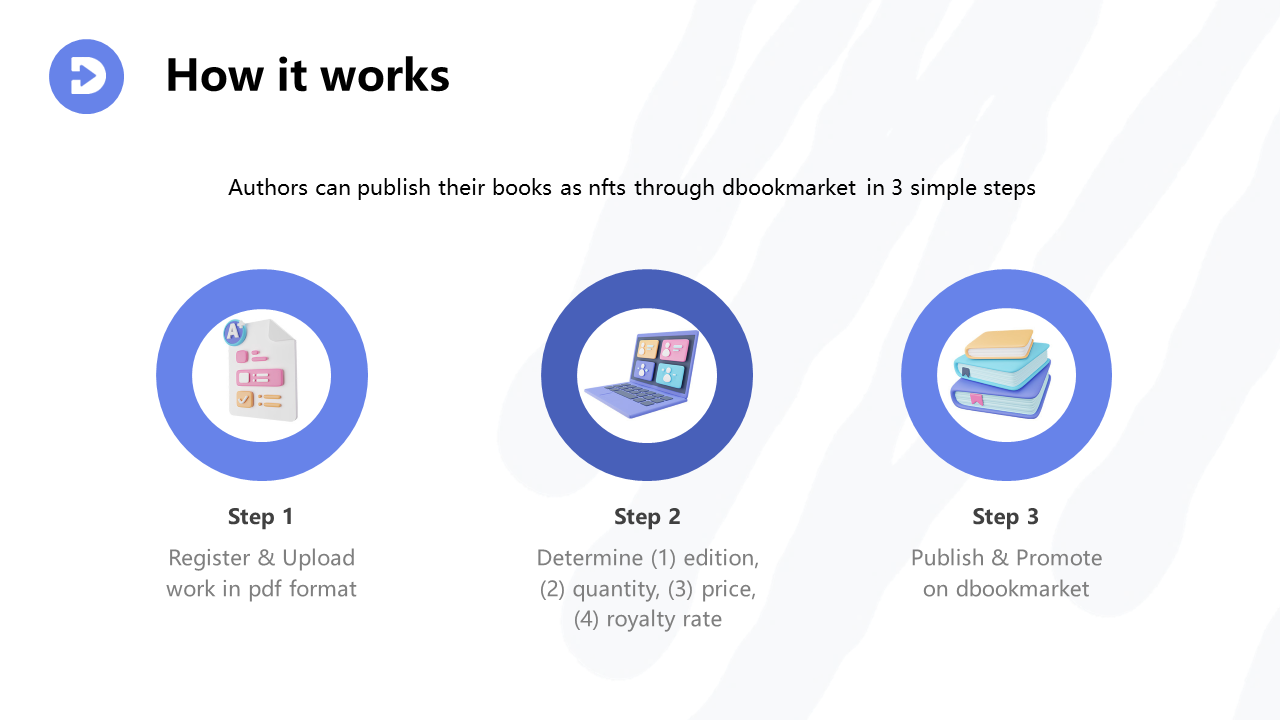 How it works
Authors can publish their books as nfts through dbookmarket in 3 simple steps
A
Step 1
Register & Upload
work in pdf format
Step 2
Determine (1) edition,
(2) quantity, (3) price,
(4) royalty rate
Step 3
Publish & Promote
on dbookmarket